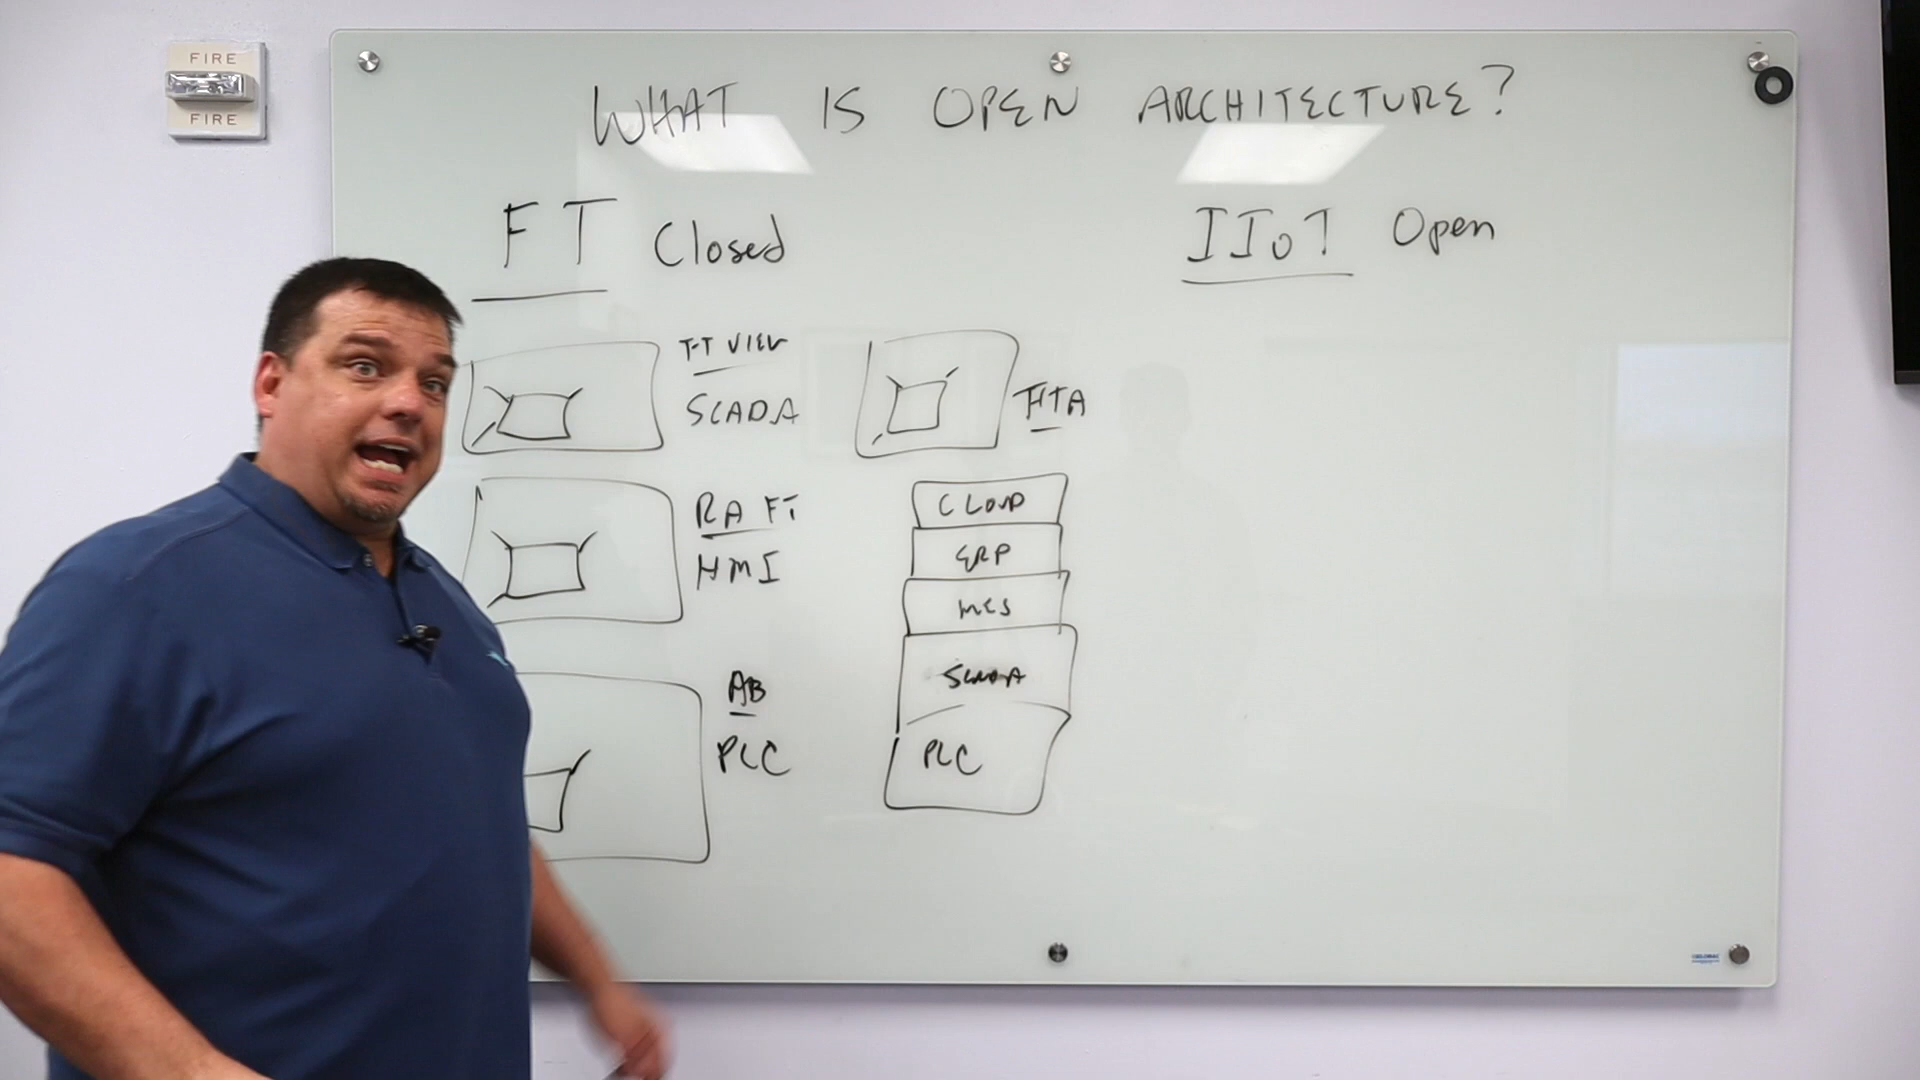 FIRE
FIRE
WHAT IS OPEN ARCHITECTURE?
FT Closed
IIoT Open
FT VIEW
SCADA
RA FT
HMI
AB
PLC
CLOUD
ERP
MES
SCADA
PLC